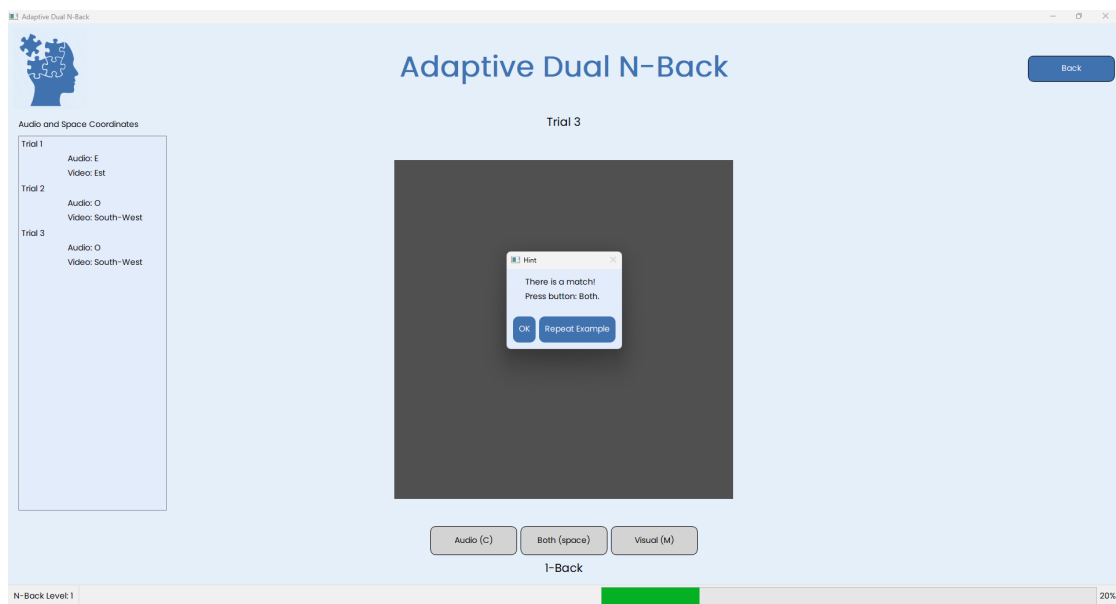 Adaptive Dual N-Back
Adaptive Dual N-Back
Back
Audio and Space Coordinates
Trial 3
Trial 1
Audio: E
Video: Est
Trial 2
Audio: O
Video: South-West
Trial 3
Audio: O
Video: South-West
Hint
There is a match!
Press button: Both.
OK Repeat Example
Audio (C) Both (space) Visual (M)
1-Back
N-Back Level: 1 20%